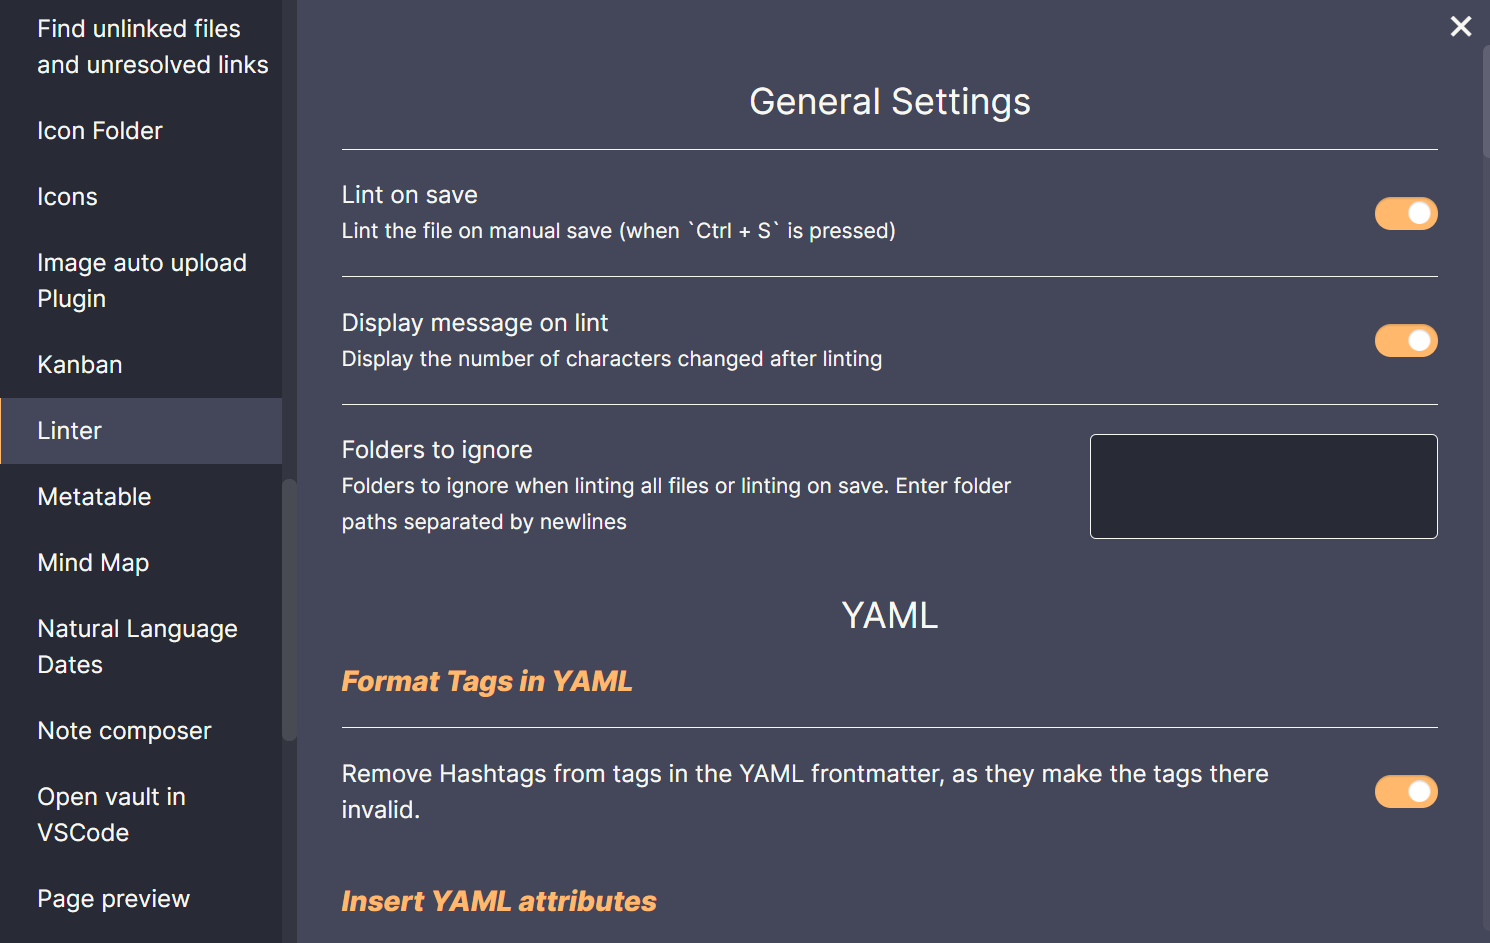 Find unlinked files
and unresolved links
Icon Folder
Icons
Image auto upload
Plugin
Kanban
Linter
Metatable
Mind Map
Natural Language
Dates
Note composer
Open vault in
VSCode
Page preview
General Settings
Lint on save
Lint the file on manual save (when `Ctrl + S` is pressed)
Display message on lint
Display the number of characters changed after linting
Folders to ignore
Folders to ignore when linting all files or linting on save. Enter folder
paths separated by newlines
YAML
Format Tags in YAML
Remove Hashtags from tags in the YAML frontmatter, as they make the tags there
invalid.
Insert YAML attributes